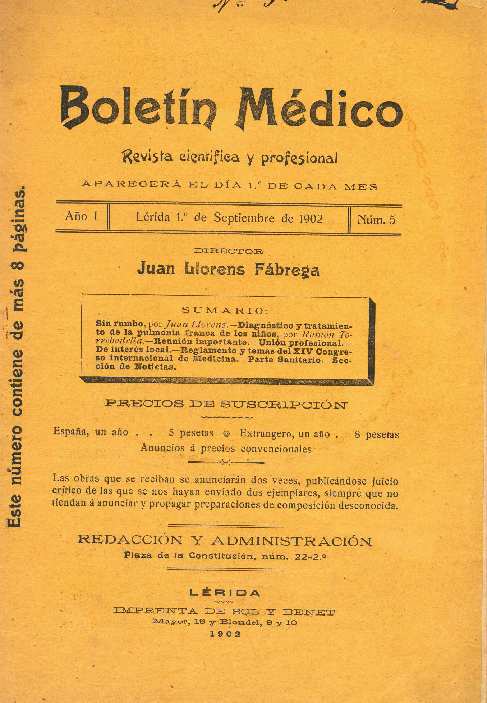 Boletín Médico
Revista científica y profesional
APARECERÁ EL DÍA 1.º DE CADA MES
Año I
Lérida 1.º de Septiembre de 1902
Núm. 5
DIRECTOR
Juan Llorens Fábrega
SUMARIO:
Sin rumbo, por Juan Llorens.—Diagnóstico y tratamien-
to de la pulmonía franca de los niños, por Ramón To-
rrebadella.—Reunión importante. Unión profesional.
De interés local.—Reglamento y temas del XIV Congre-
so internacional de Medicina. Parte Sanitario. Sec-
ción de Noticias.
PRECIOS DE SUSCRIPCIÓN
España, un año . . 8 pesetas Extrangero, un año . 8 pesetas
Anuncios á precios convencionales
Las obras que se reciban se anunciarán dos veces, publicándose juicio
crítico de las que se nos hayan enviado dos ejemplares, siempre que no
tiendan á anunciar y propagar preparaciones de composición desconocida.
REDACCIÓN Y ADMINISTRACIÓN
Plaza de la Constitución, núm. 22-2.º
LÉRIDA
IMPRENTA DE SOL Y BENET
Mayor, 19 y Blondel, 9 y 10
1902
Este número contiene de más 8 páginas.